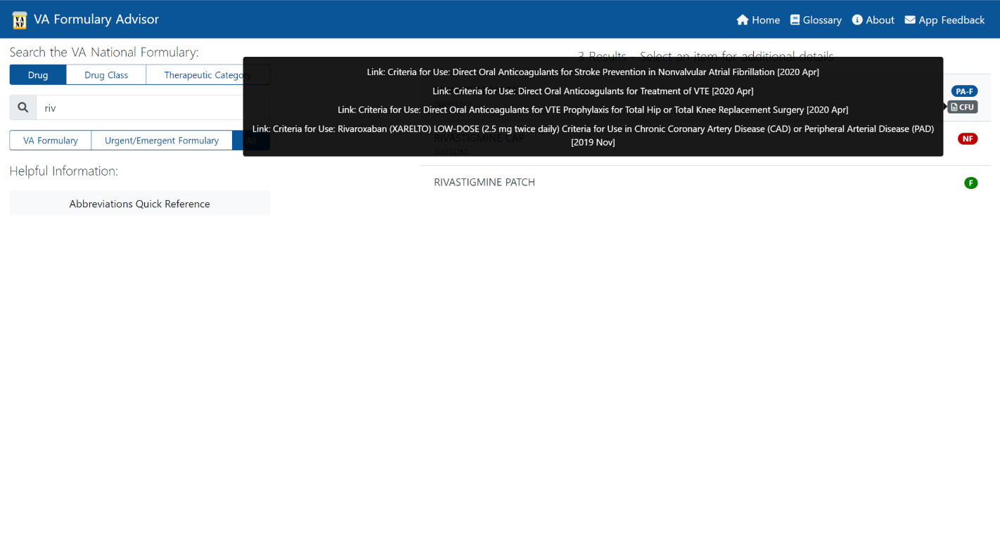 VA NF VA Formulary Advisor
Home Glossary About App Feedback
Search the VA National Formulary:
Drug Drug Class Therapeutic Category
riv
VA Formulary Urgent/Emergent Formulary All
Helpful Information:
Abbreviations Quick Reference
3 Results - Select an item for additional details
Link: Criteria for Use: Direct Oral Anticoagulants for Stroke Prevention in Nonvalvular Atrial Fibrillation [2020 Apr]
Link: Criteria for Use: Direct Oral Anticoagulants for Treatment of VTE [2020 Apr]
Link: Criteria for Use: Direct Oral Anticoagulants for VTE Prophylaxis for Total Hip or Total Knee Replacement Surgery [2020 Apr]
Link: Criteria for Use: Rivaroxaban (XARELTO) LOW-DOSE (2.5 mg twice daily) Criteria for Use in Chronic Coronary Artery Disease (CAD) or Peripheral Arterial Disease (PAD)
[2019 Nov]
PA-F
CFU
RIVASTIGMINE CAP
NF
RIVASTIGMINE PATCH
F